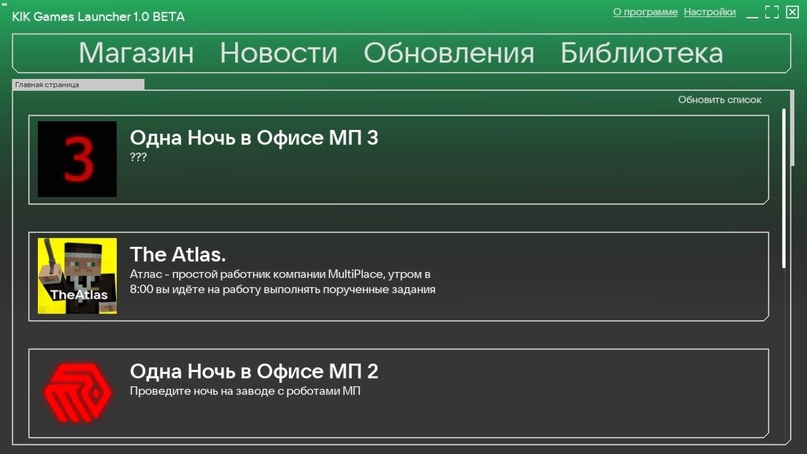 KIK Games Launcher 1.0 BETA
О программе Настройки
Магазин Новости Обновления Библиотека
Главная страница
Обновить список
3
Одна Ночь в Офисе МП 3
???
TheAtlas
The Atlas.
Атлас - простой работник компании MultiPlace, утром в
8:00 вы идёте на работу выполнять порученные задания
Одна Ночь в Офисе МП 2
Проведите ночь на заводе с роботами МП